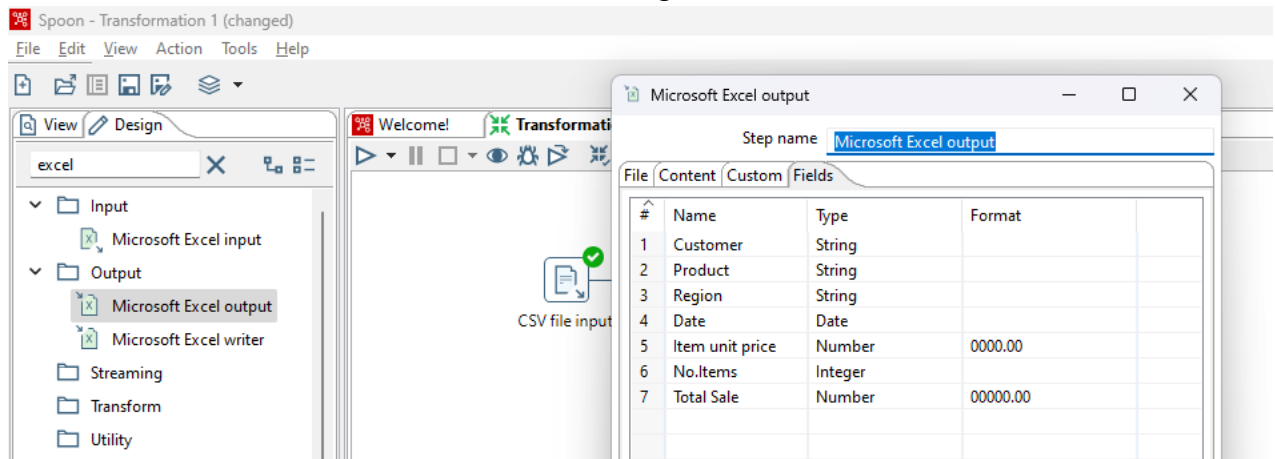 Spoon - Transformation 1 (changed)
File Edit View Action Tools Help
View Design
excel
Input
Microsoft Excel input
Output
Microsoft Excel output
Microsoft Excel writer
Streaming
Transform
Utility
Welcome! Transformati
CSV file input
Microsoft Excel output
Step name Microsoft Excel output
File Content Custom Fields
# Name Type Format
1 Customer String
2 Product String
3 Region String
4 Date Date
5 Item unit price Number 0000.00
6 No.Items Integer
7 Total Sale Number 00000.00